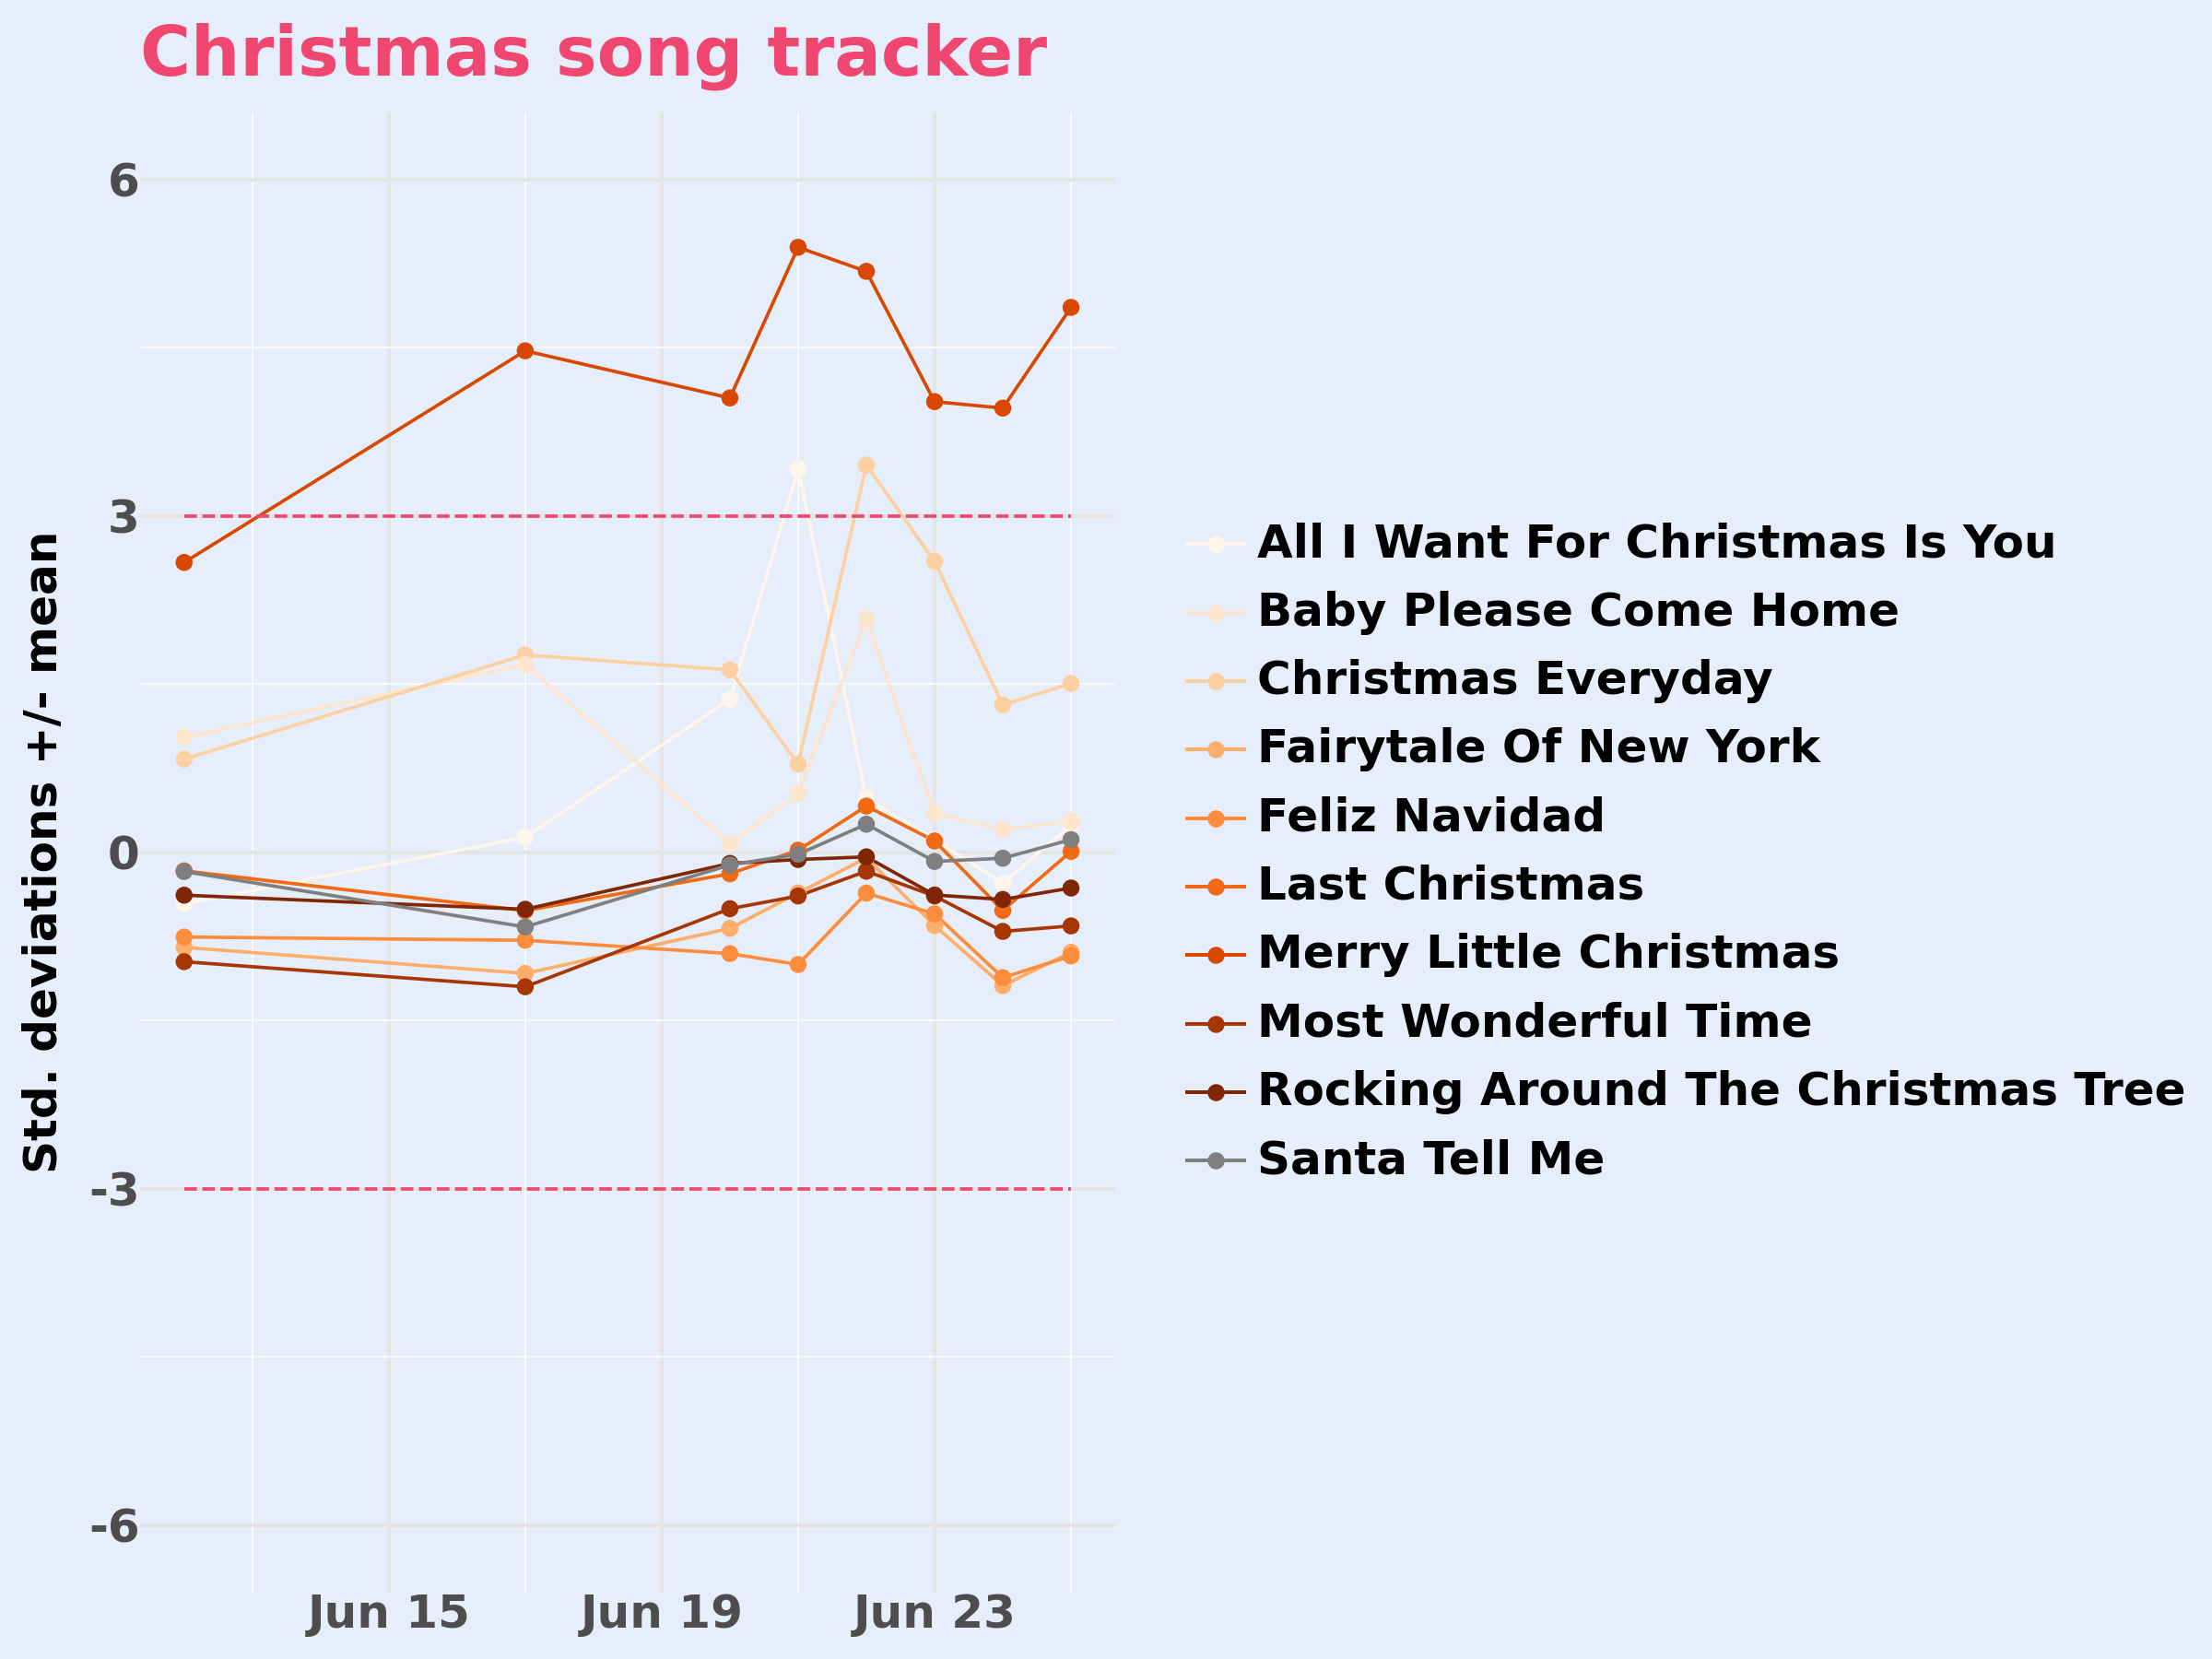 Christmas song tracker
Std. deviations +/- mean
6
3
0
-3
-6
Jun 15
Jun 19
Jun 23
All I Want For Christmas Is You
Baby Please Come Home
Christmas Everyday
Fairytale Of New York
Feliz Navidad
Last Christmas
Merry Little Christmas
Most Wonderful Time
Rocking Around The Christmas Tree
Santa Tell Me